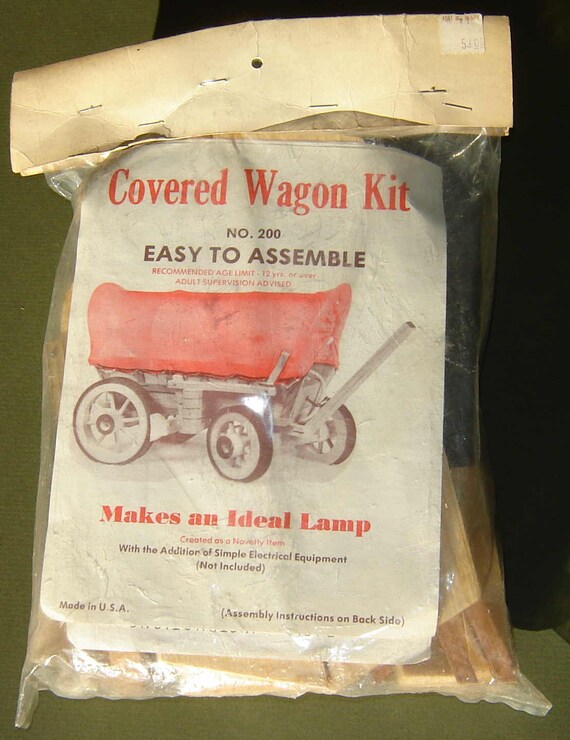 Covered Wagon Kit
NO. 200
EASY TO ASSEMBLE
RECOMMENDED AGE LIMIT - 12 yrs. or over
ADULT SUPERVISION ADVISED
Makes an Ideal Lamp
Created as a Novelty Item
With the Addition of Simple Electrical Equipment
(Not Included)
Made in U.S.A.
(Assembly Instructions on Back Side)